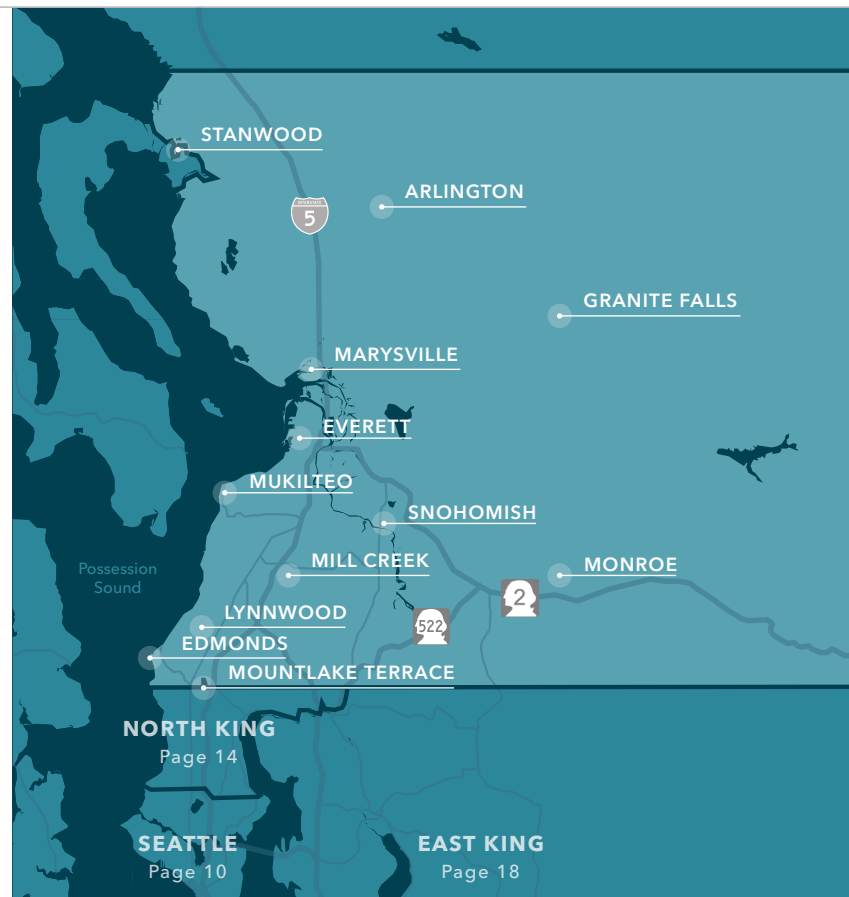 STANWOOD
ARLINGTON
INTERSTATE
5
GRANITE FALLS
MARYSVILLE
EVERETT
MUKILTEO
SNOHOMISH
Possession
Sound
MILL CREEK
MONROE
2
LYNNWOOD
522
EDMONDS
MOUNTLAKE TERRACE
NORTH KING
Page 14
SEATTLE
Page 10
EAST KING
Page 18